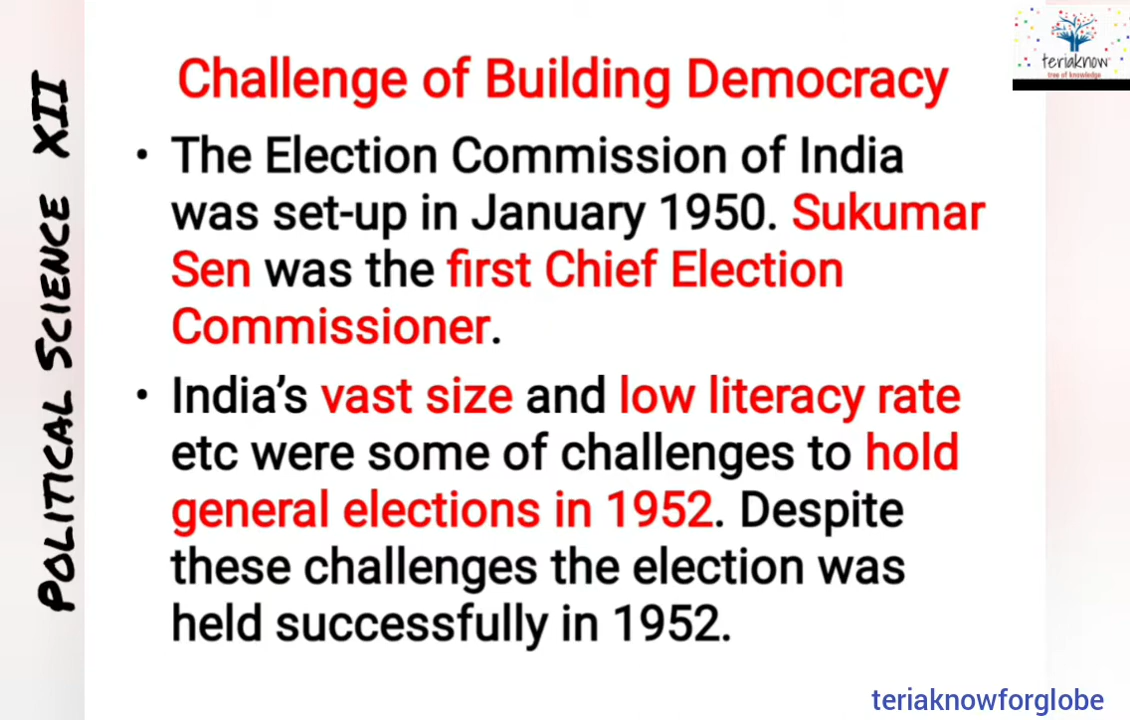 Challenge of Building Democracy
• The Election Commission of India
was set-up in January 1950. Sukumar
Sen was the first Chief Election
Commissioner.
• India's vast size and low literacy rate
etc were some of challenges to hold
general elections in 1952. Despite
these challenges the election was
held successfully in 1952.
POLITICAL SCIENCE XII
teriaknow
tree of knowledge
teriaknowforglobe